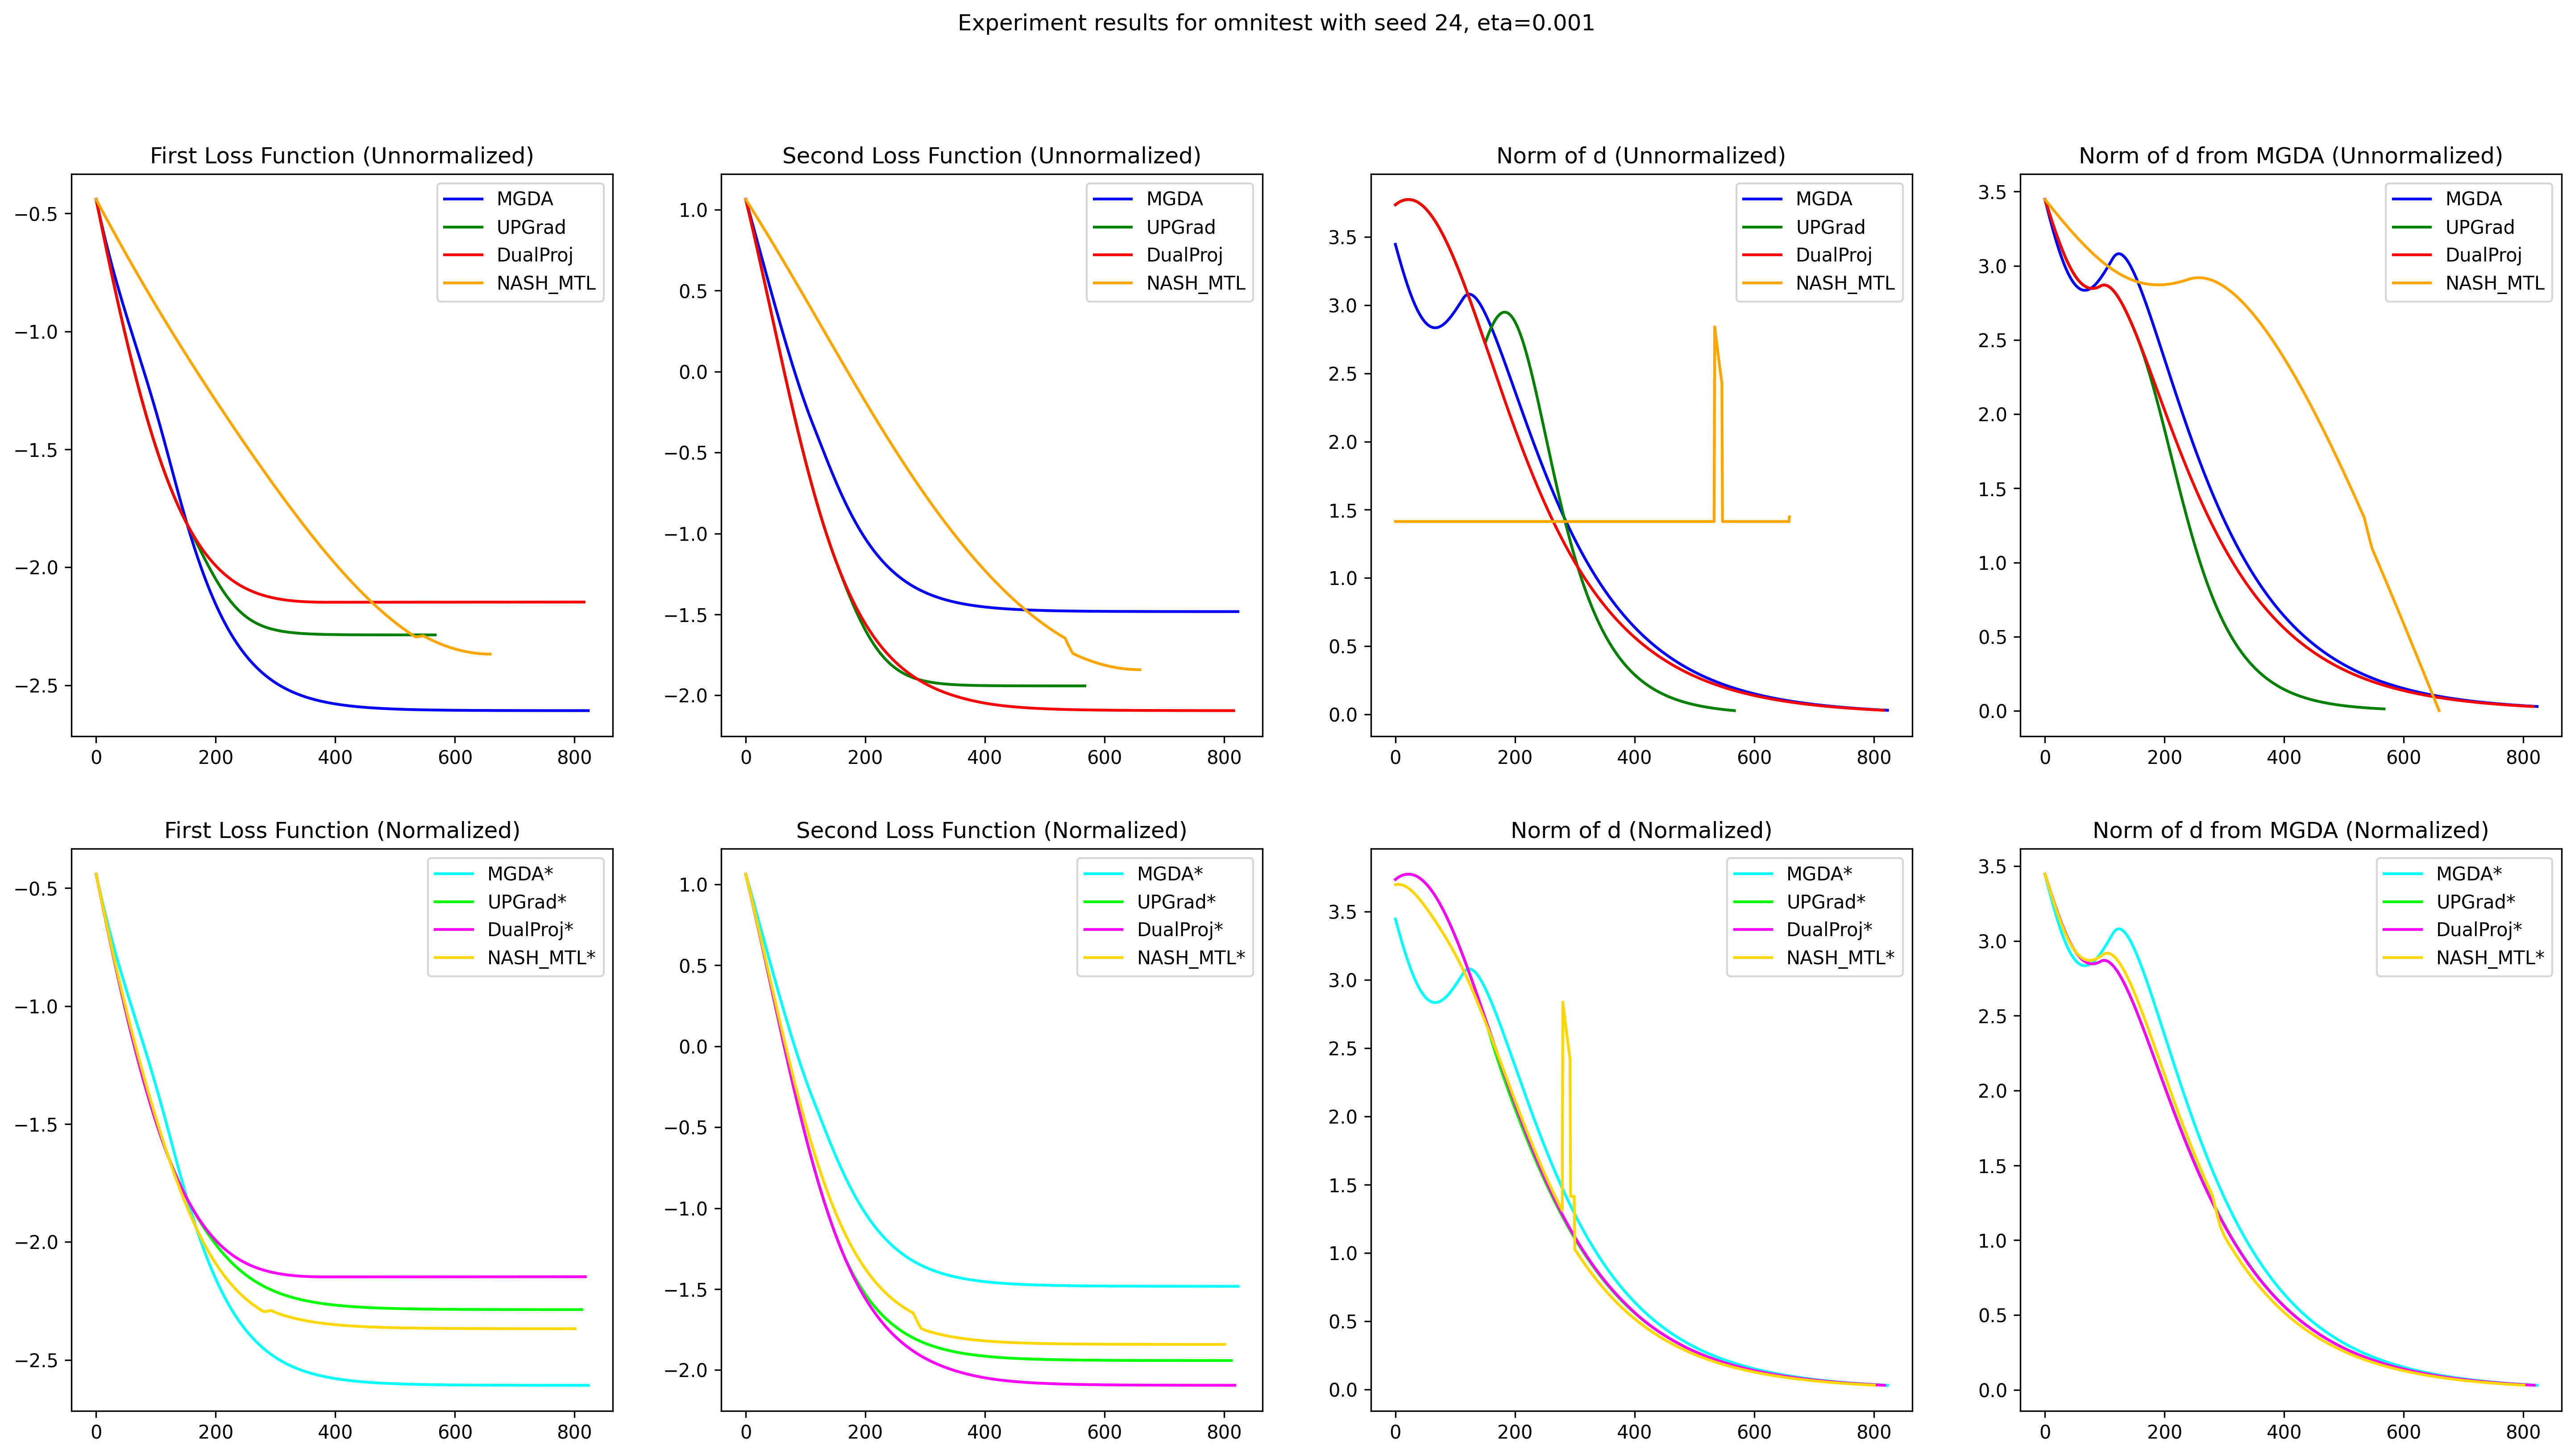 Experiment results for omnitest with seed 24, eta=0.001
First Loss Function (Unnormalized)
MGDA
UPGrad
DualProj
NASH_MTL
−0.5
−1.0
−1.5
−2.0
−2.5
0 200 400 600 800
Second Loss Function (Unnormalized)
MGDA
UPGrad
DualProj
NASH_MTL
1.0
0.5
0.0
−0.5
−1.0
−1.5
−2.0
0 200 400 600 800
Norm of d (Unnormalized)
MGDA
UPGrad
DualProj
NASH_MTL
3.5
3.0
2.5
2.0
1.5
1.0
0.5
0.0
0 200 400 600 800
Norm of d from MGDA (Unnormalized)
MGDA
UPGrad
DualProj
NASH_MTL
3.5
3.0
2.5
2.0
1.5
1.0
0.5
0.0
0 200 400 600 800
First Loss Function (Normalized)
MGDA*
UPGrad*
DualProj*
NASH_MTL*
−0.5
−1.0
−1.5
−2.0
−2.5
0 200 400 600 800
Second Loss Function (Normalized)
MGDA*
UPGrad*
DualProj*
NASH_MTL*
1.0
0.5
0.0
−0.5
−1.0
−1.5
−2.0
0 200 400 600 800
Norm of d (Normalized)
MGDA*
UPGrad*
DualProj*
NASH_MTL*
3.5
3.0
2.5
2.0
1.5
1.0
0.5
0.0
0 200 400 600 800
Norm of d from MGDA (Normalized)
MGDA*
UPGrad*
DualProj*
NASH_MTL*
3.5
3.0
2.5
2.0
1.5
1.0
0.5
0.0
0 200 400 600 800